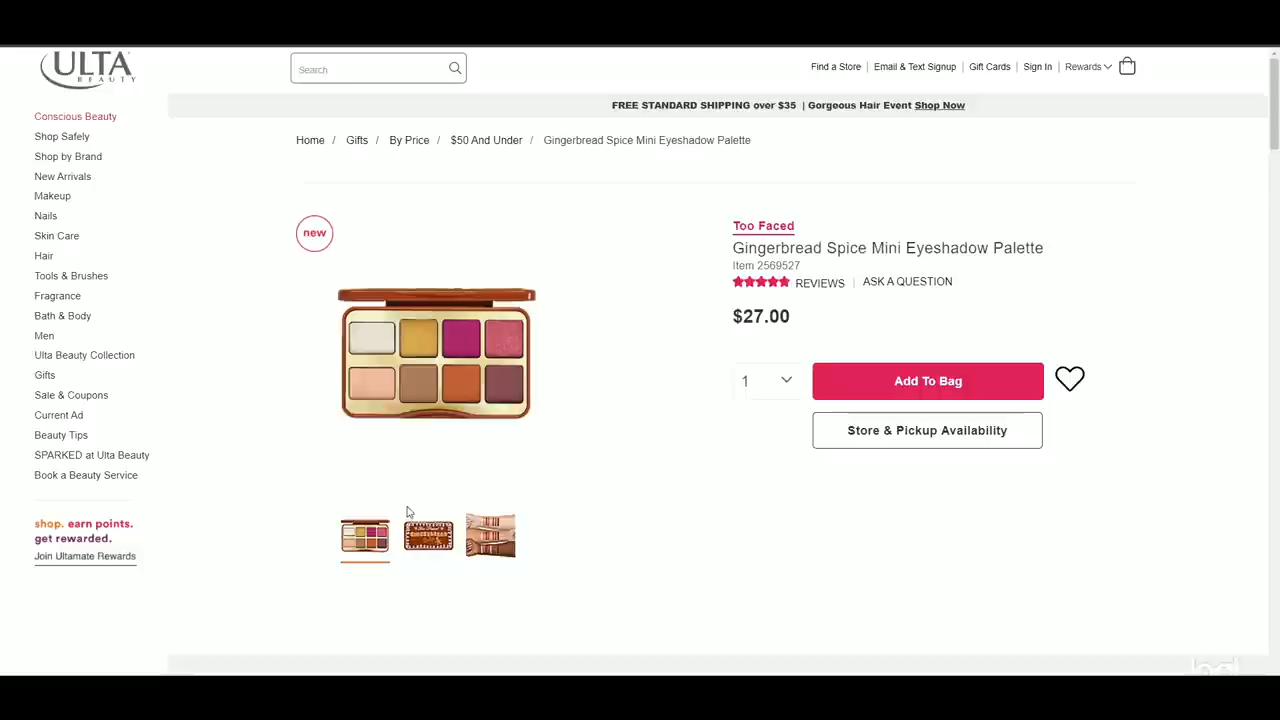 ULTA
BEAUTY
Search
Find a Store
Email & Text Signup
Gift Cards
Sign In
Rewards
Conscious Beauty
Shop Safely
Shop by Brand
New Arrivals
Makeup
Nails
Skin Care
Hair
Tools & Brushes
Fragrance
Bath & Body
Men
Ulta Beauty Collection
Gifts
Sale & Coupons
Current Ad
Beauty Tips
SPARKED at Ulta Beauty
Book a Beauty Service
shop. earn points.
get rewarded.
Join Ultamate Rewards
FREE STANDARD SHIPPING over $35 | Gorgeous Hair Event Shop Now
Home / Gifts / By Price / $50 And Under / Gingerbread Spice Mini Eyeshadow Palette
new
Too Faced
Gingerbread Spice Mini Eyeshadow Palette
Item 2569527
REVIEWS | ASK A QUESTION
$27.00
1
Add To Bag
Store & Pickup Availability